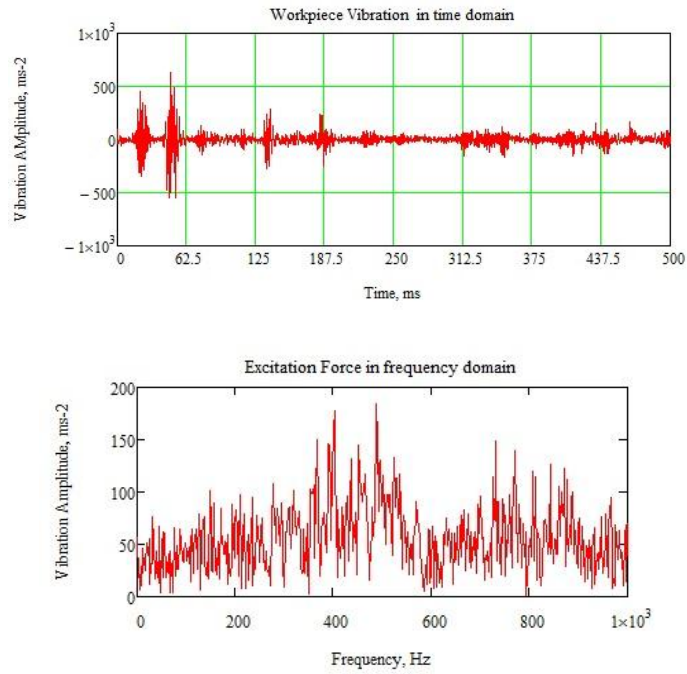 Workpiece Vibration in time domain
Vibration AMplitude, ms-2
1×10³
500
0
− 500
− 1×10³
0 62.5 125 187.5 250 312.5 375 437.5 500
Time, ms
Excitation Force in frequency domain
Vibration Amplitude, ms-2
200
150
100
50
0
0 200 400 600 800 1×10³
Frequency, Hz